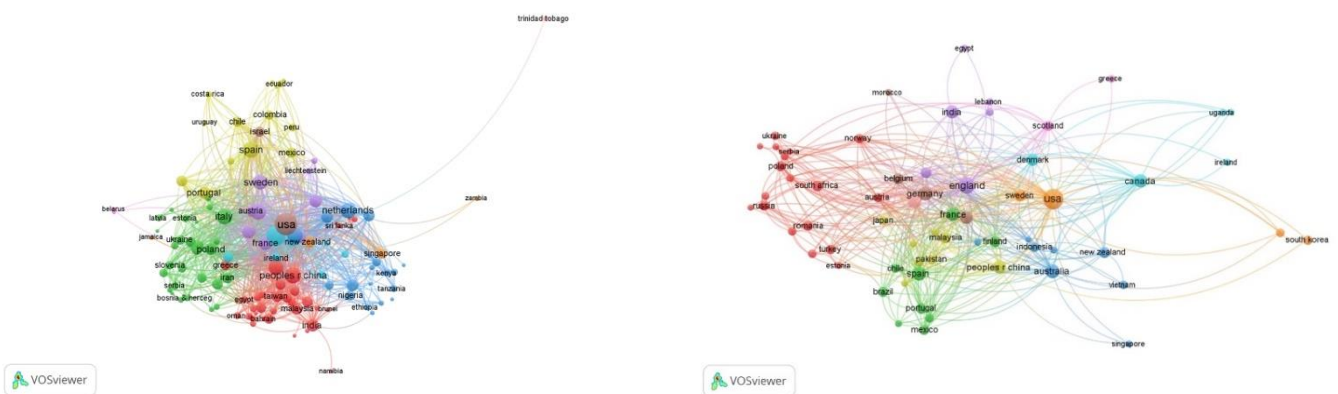 trinidad tobago
ecuador
costa rica
colombia
uruguay
chile
peru
israel
spain
mexico
liechtenstein
sweden
portugal
zambia
belarus
austria
netherlands
latvia
estonia
italy
usa
sri lanka
jamaica
ukraine
france
new zealand
poland
singapore
ireland
slovenia
greece
iran
peoples r china
kenya
serbia
tanzania
bosnia & herceg.
egypt
taiwan
nigeria
malaysia
brunei
ethiopia
oman
bahrain
india
namibia
VOSviewer
egypt
greece
morocco
lebanon
india
uganda
scotland
ukraine
norway
serbia
poland
denmark
ireland
belgium
south africa
england
canada
germany
austria
sweden
usa
russia
japan
france
romania
malaysia
finland
indonesia
south korea
turkey
pakistan
new zealand
estonia
chile
spain
peoples r china
australia
brazil
vietnam
portugal
mexico
singapore
VOSviewer